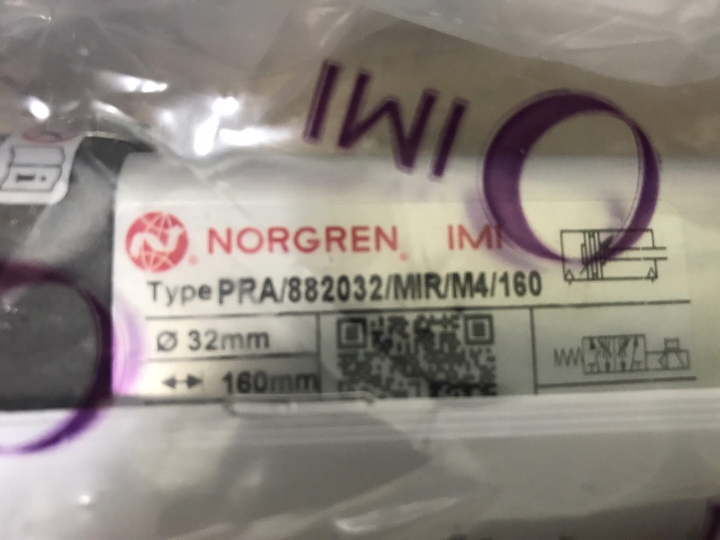 IMI
NORGREN® IMI
Type PRA/882032/MIR/M4/160
Ø 32mm
160mm